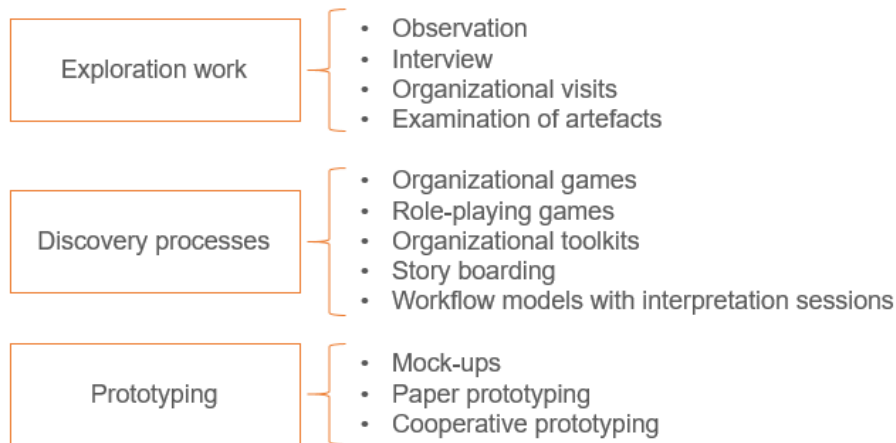 Exploration work
• Observation
• Interview
• Organizational visits
• Examination of artefacts
Discovery processes
• Organizational games
• Role-playing games
• Organizational toolkits
• Story boarding
• Workflow models with interpretation sessions
Prototyping
• Mock-ups
• Paper prototyping
• Cooperative prototyping